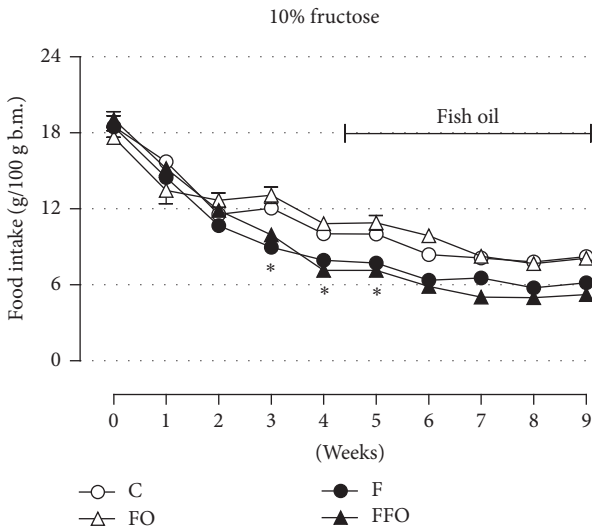 10% fructose
24
18
12
6
0
Food intake (g/100 g b.m.)
Fish oil
*
*
*
0 1 2 3 4 5 6 7 8 9
(Weeks)
C F
FO FFO